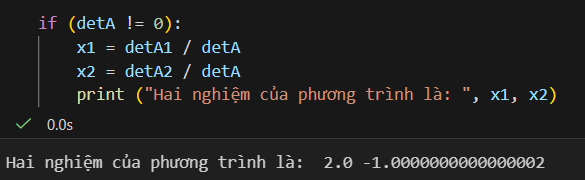 if (detA != 0):
    x1 = detA1 / detA
    x2 = detA2 / detA
    print ("Hai nghiệm của phương trình là: ", x1, x2)
0.0s
Hai nghiệm của phương trình là:  2.0 -1.0000000000000002